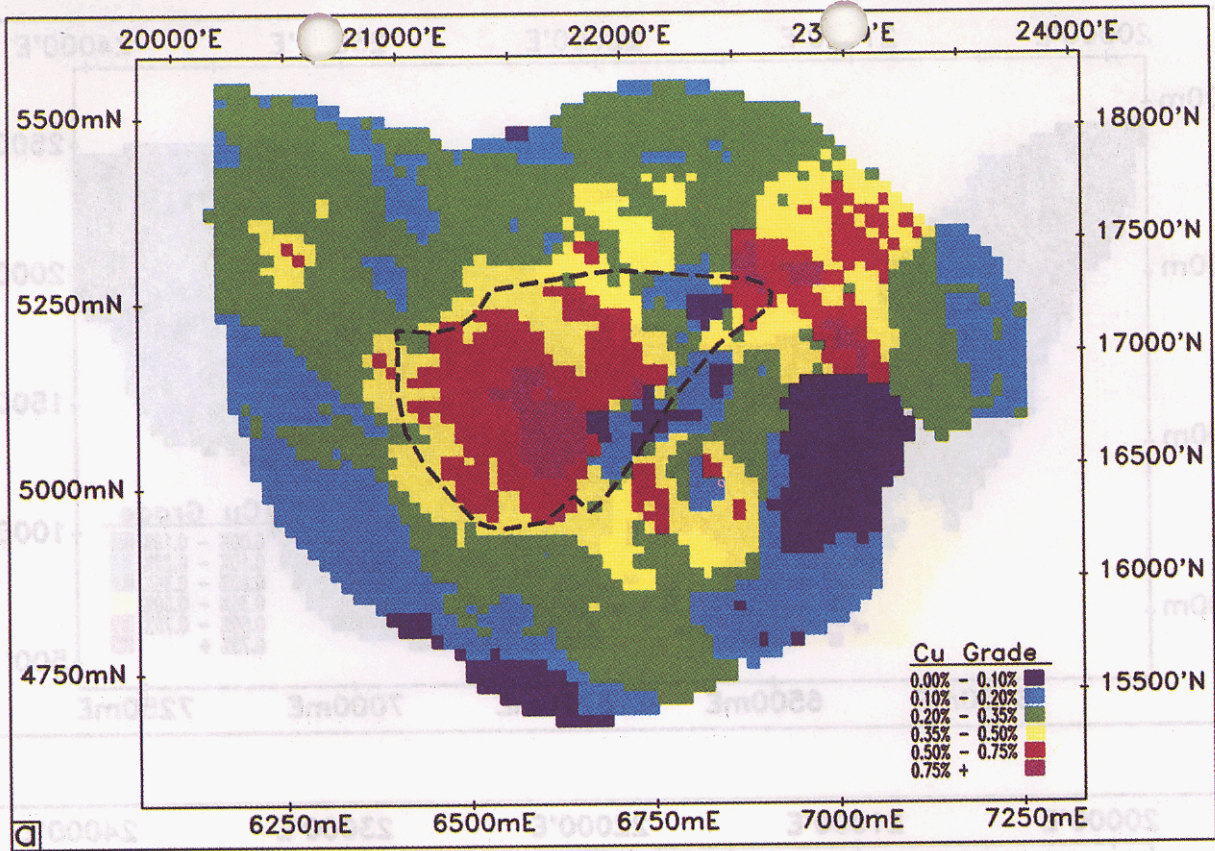 20000'E 21000'E 22000'E 24000'E
5500mN 18000'N
17500'N
5250mN
17000'N
16500'N
5000mN
16000'N
4750mN 15500'N
Cu Grade
0.00% - 0.10%
0.10% - 0.20%
0.20% - 0.35%
0.35% - 0.50%
0.50% - 0.75%
0.75% +
6250mE 6500mE 6750mE 7000mE 7250mE
a